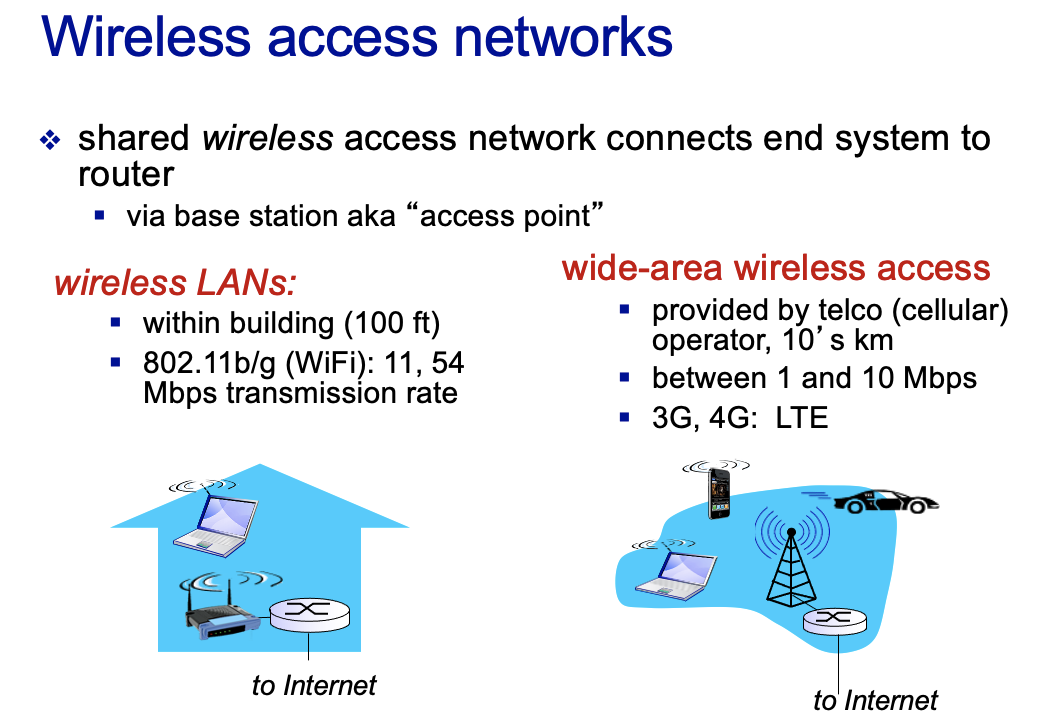 Wireless access networks
❖ shared wireless access network connects end system to
router
▪ via base station aka “access point”
wireless LANs:
▪ within building (100 ft)
▪ 802.11b/g (WiFi): 11, 54
Mbps transmission rate
to Internet
wide-area wireless access
▪ provided by telco (cellular)
operator, 10’s km
▪ between 1 and 10 Mbps
▪ 3G, 4G: LTE
to Internet